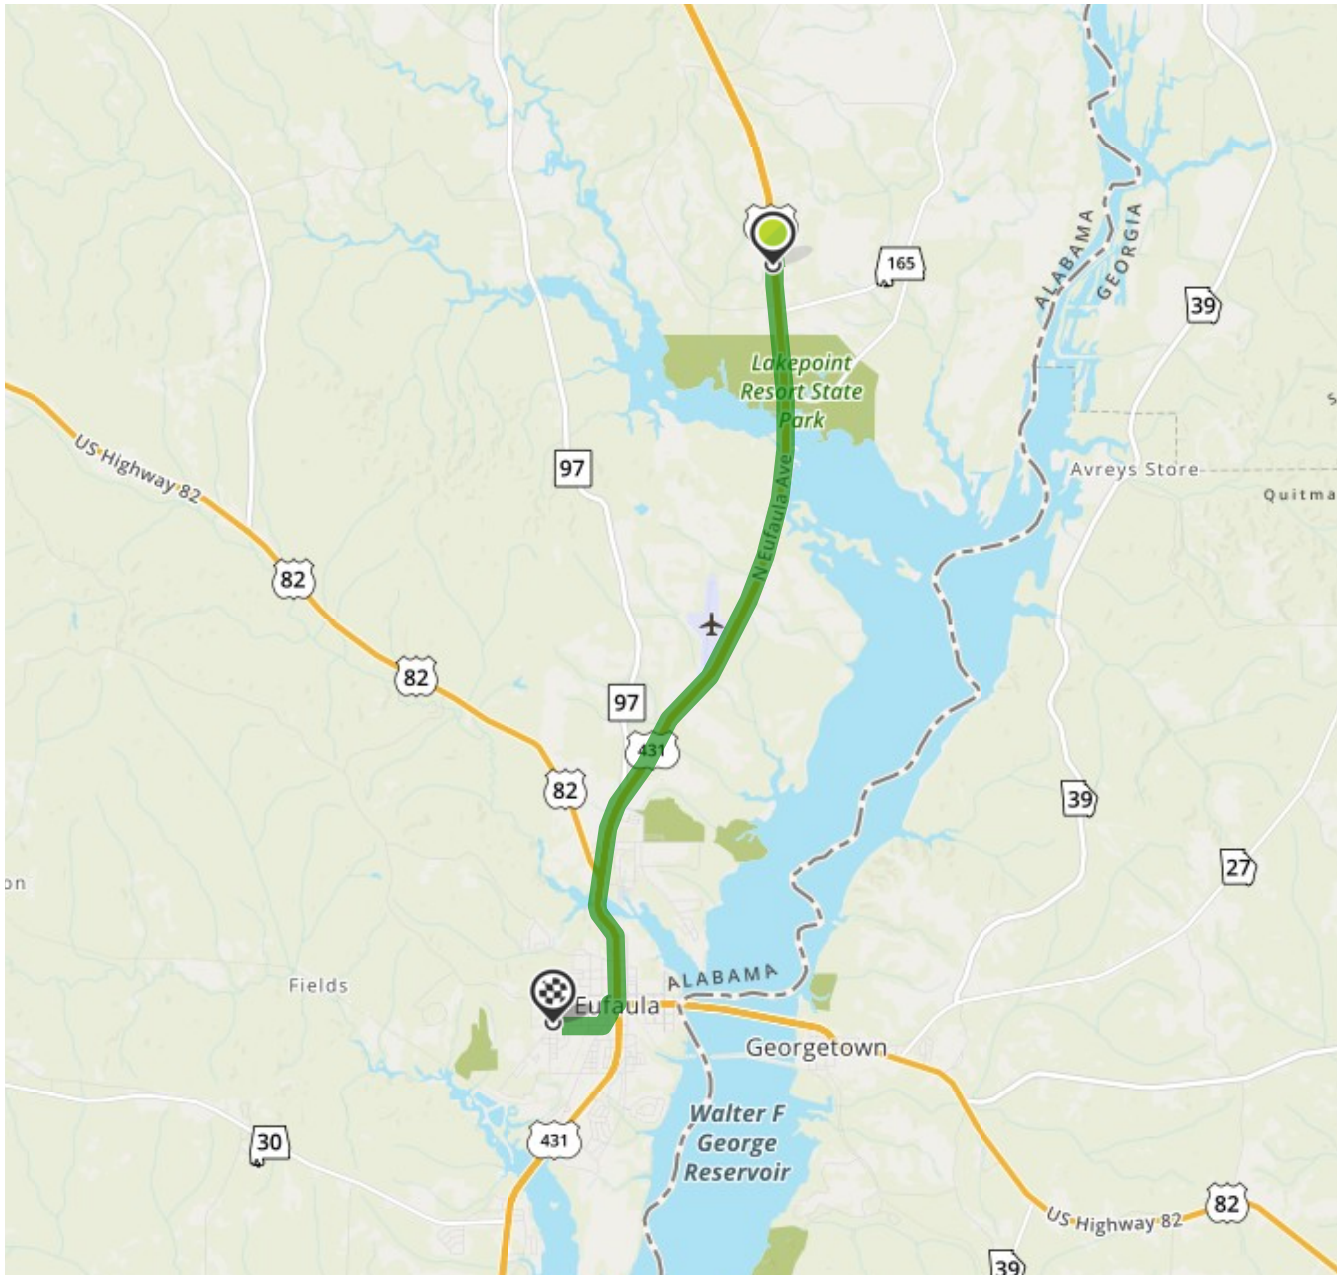 ALABAMA
GEORGIA
165
39
Lakepoint
Resort State
Park
US Highway 82
97
N Eufaula Ave
Avreys Store
Quitma
82
82
97
431
82
39
27
on
ALABAMA
Fields
Eufaula
Georgetown
Walter F
George
Reservoir
30
431
82
US Highway 82
39